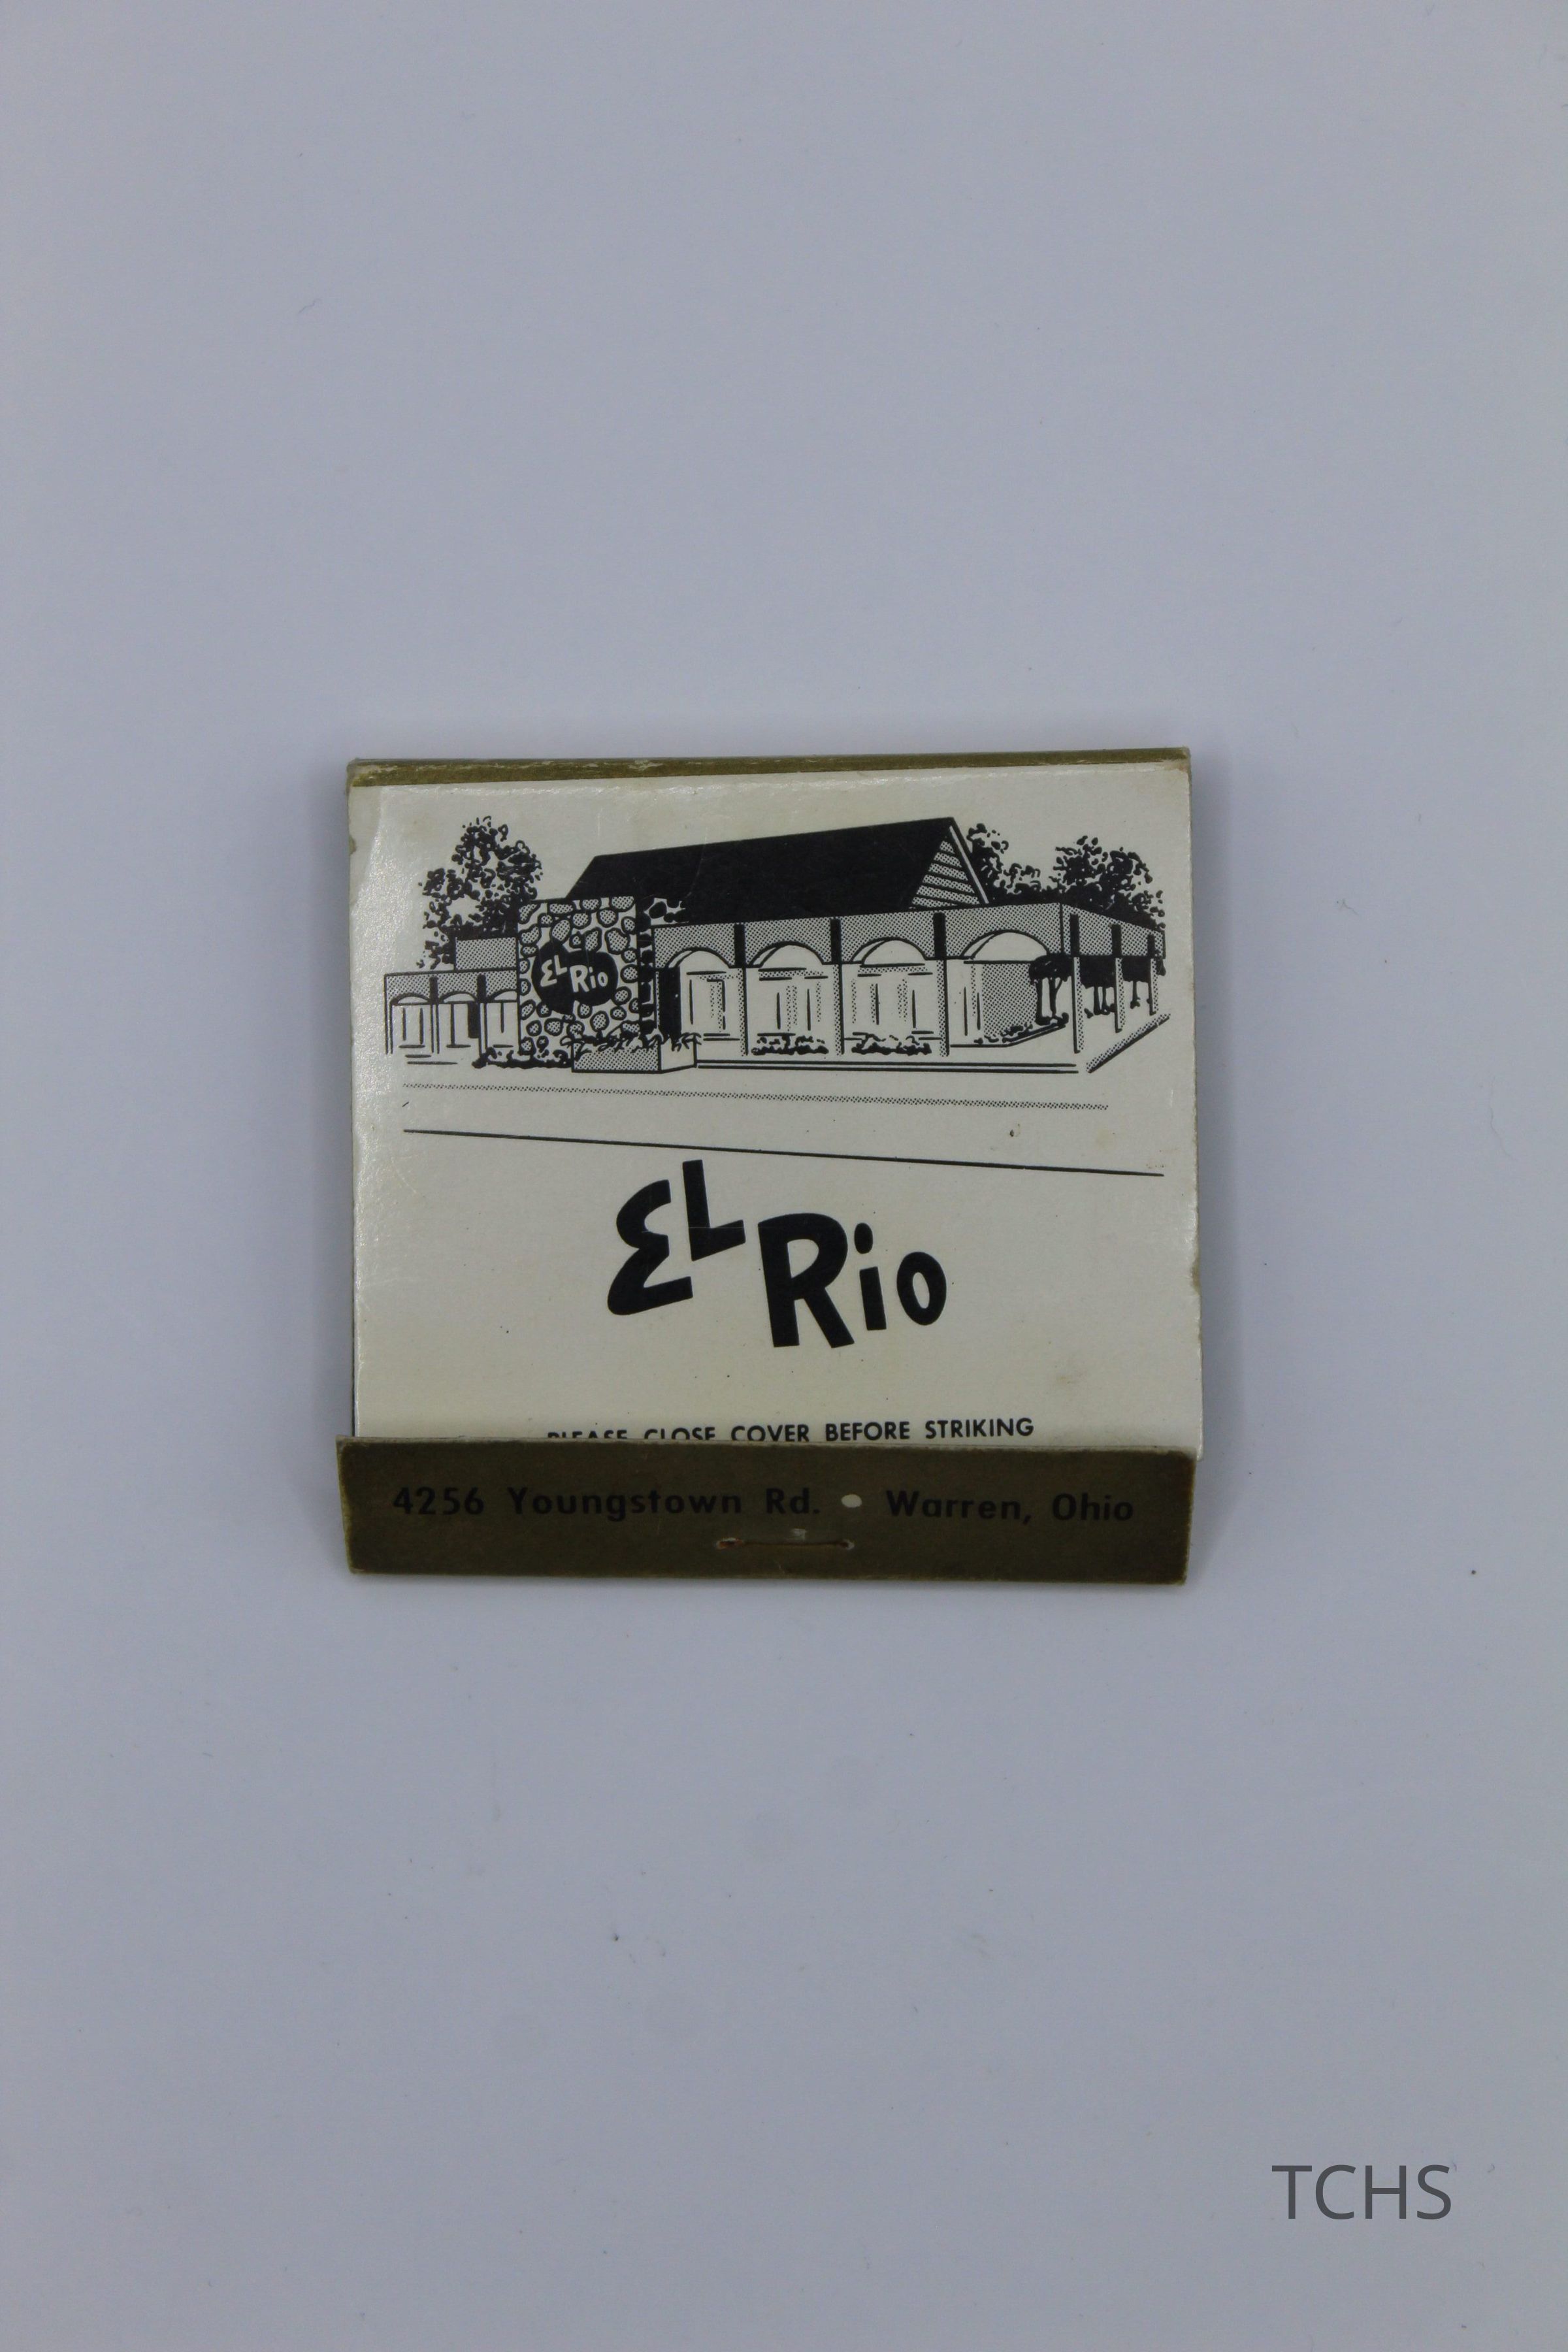 EL Rio
EL Rio
PLEASE CLOSE COVER BEFORE STRIKING
4256 Youngstown Rd. • Warren, Ohio
TCHS